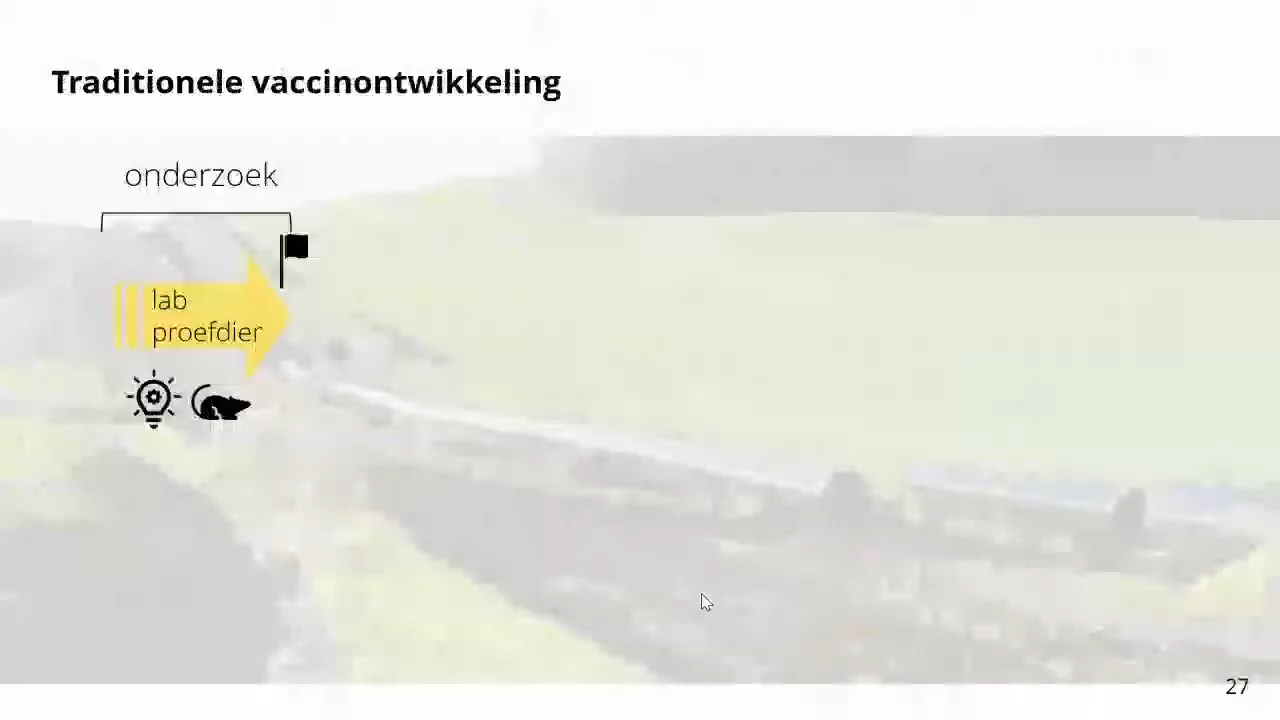 Traditionele vaccinontwikkeling
onderzoek
lab
proefdier
27